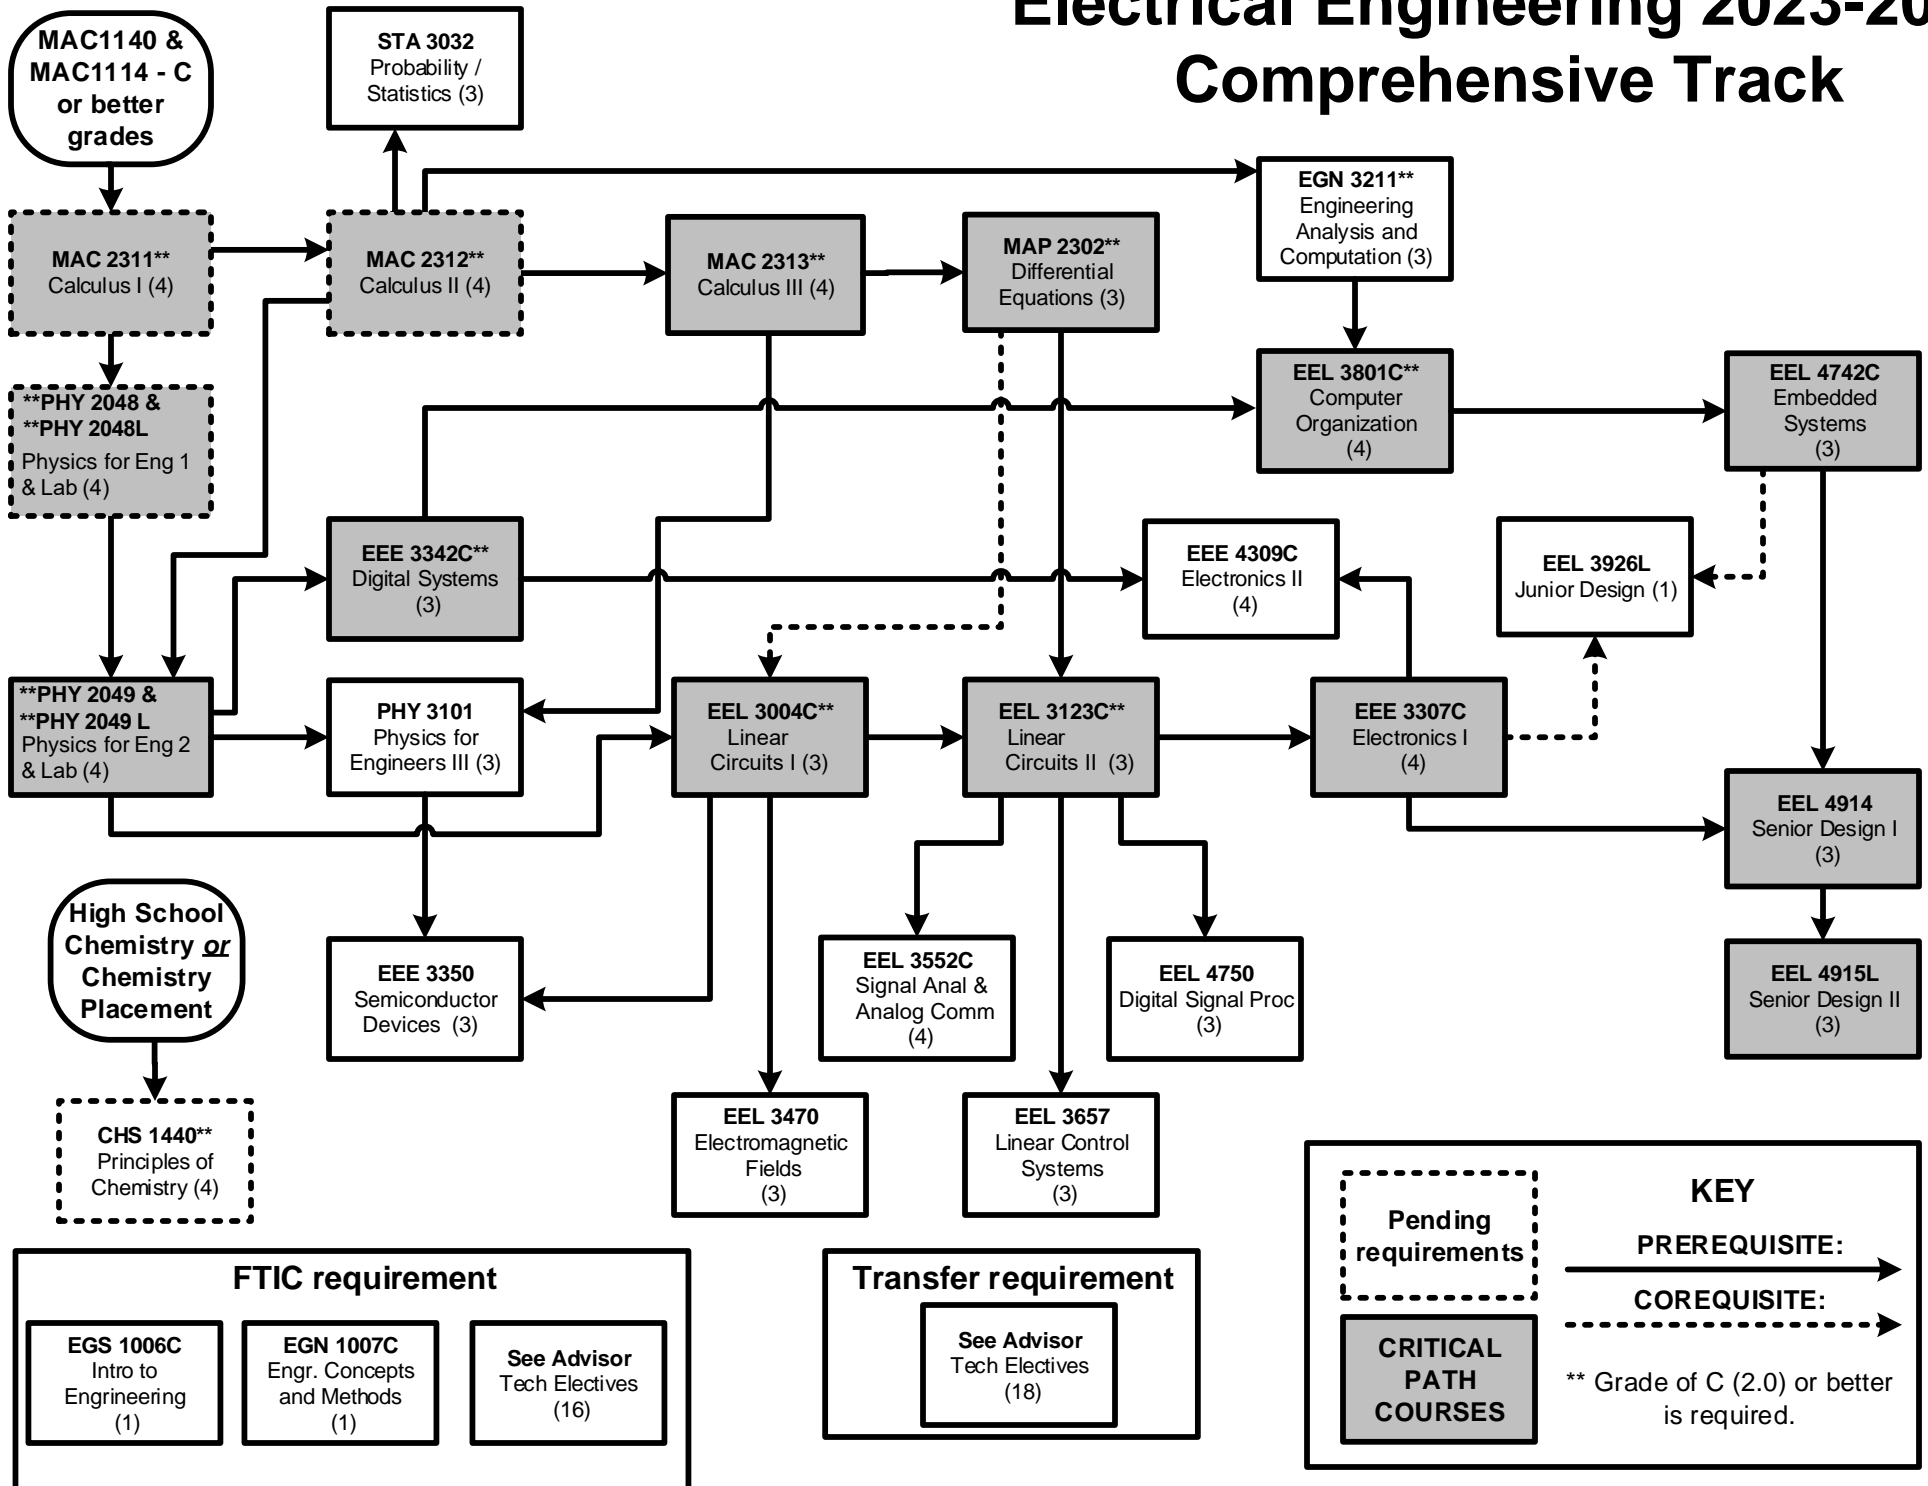 Electrical Engineering 2023-20
Comprehensive Track
MAC1140 &
MAC1114 - C
or better
grades
STA 3032
Probability /
Statistics (3)
EGN 3211**
Engineering
Analysis and
Computation (3)
MAC 2311**
Calculus I (4)
MAC 2312**
Calculus II (4)
MAC 2313**
Calculus III (4)
MAP 2302**
Differential
Equations (3)
EEL 3801C**
Computer
Organization
(4)
EEL 4742C
Embedded
Systems
(3)
**PHY 2048 &
**PHY 2048L
Physics for Eng 1
& Lab (4)
EEE 3342C**
Digital Systems
(3)
EEE 4309C
Electronics II
(4)
EEL 3926L
Junior Design (1)
**PHY 2049 &
**PHY 2049 L
Physics for Eng 2
& Lab (4)
PHY 3101
Physics for
Engineers III (3)
EEL 3004C**
Linear
Circuits I (3)
EEL 3123C**
Linear
Circuits II (3)
EEE 3307C
Electronics I
(4)
EEL 4914
Senior Design I
(3)
High School
Chemistry or
Chemistry
Placement
EEE 3350
Semiconductor
Devices (3)
EEL 3552C
Signal Anal &
Analog Comm
(4)
EEL 4750
Digital Signal Proc
(3)
EEL 4915L
Senior Design II
(3)
CHS 1440**
Principles of
Chemistry (4)
EEL 3470
Electromagnetic
Fields
(3)
EEL 3657
Linear Control
Systems
(3)
FTIC requirement
EGS 1006C
Intro to
Engrineering
(1)
EGN 1007C
Engr. Concepts
and Methods
(1)
See Advisor
Tech Electives
(16)
Transfer requirement
See Advisor
Tech Electives
(18)
KEY
Pending
requirements
PREREQUISITE:
COREQUISITE:
CRITICAL
PATH
COURSES
** Grade of C (2.0) or better
is required.